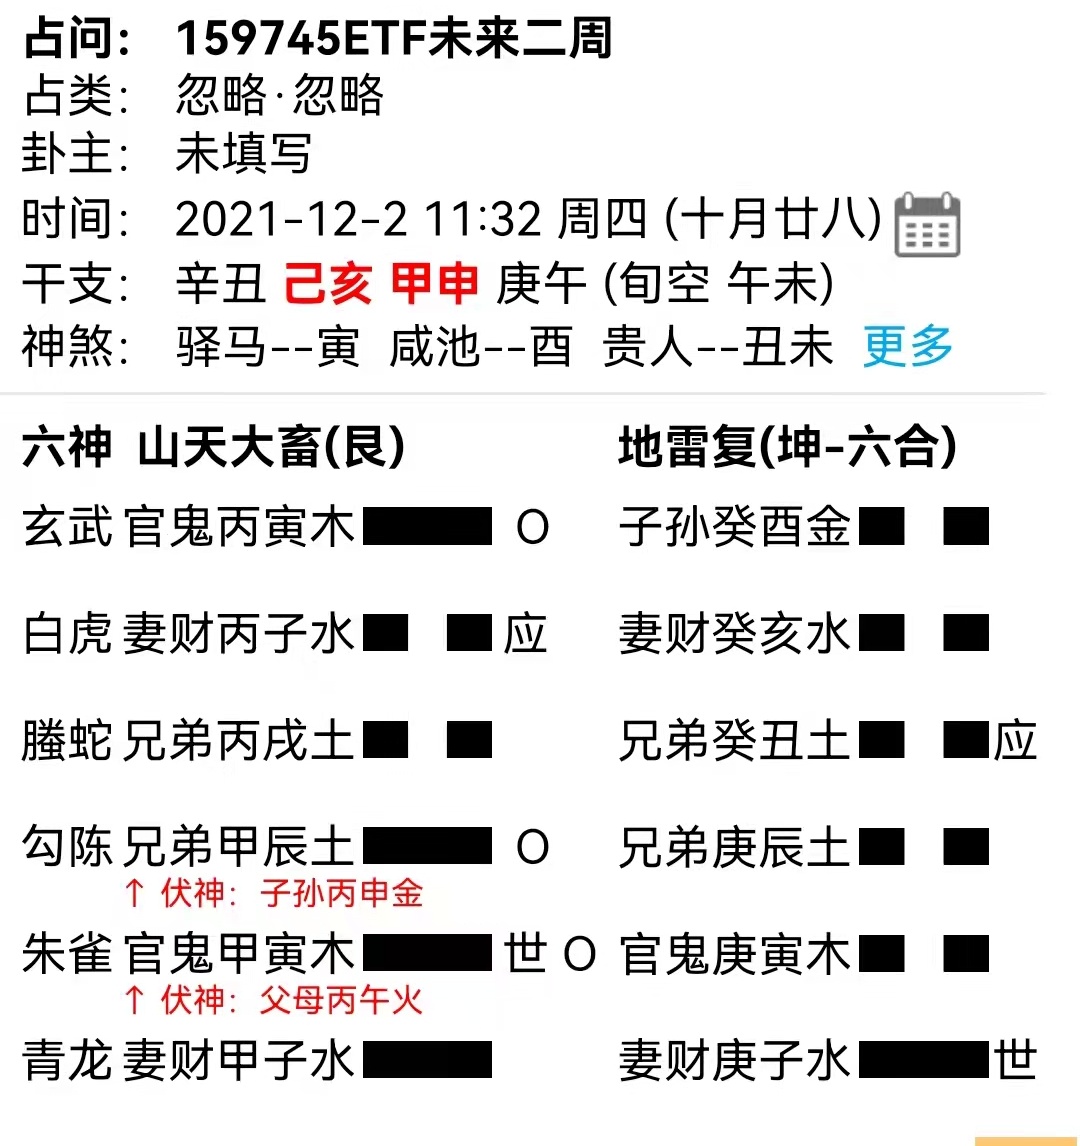 占问： 159745ETF未来二周
占类： 忽略·忽略
卦主： 未填写
时间： 2021-12-2 11:32 周四 (十月廿八)
干支： 辛丑 己亥 甲申 庚午 (旬空 午未)
神煞： 驿马--寅 咸池--酉 贵人--丑未 更多
六神 山天大畜(艮) 地雷复(坤-六合)
玄武 官鬼丙寅木 O 子孙癸酉金
白虎 妻财丙子水 应 妻财癸亥水
螣蛇 兄弟丙戌土 兄弟癸丑土 应
勾陈 兄弟甲辰土 O 兄弟庚辰土
↑ 伏神：子孙丙申金
朱雀 官鬼甲寅木 世 O 官鬼庚寅木
↑ 伏神：父母丙午火
青龙 妻财甲子水 妻财庚子水 世